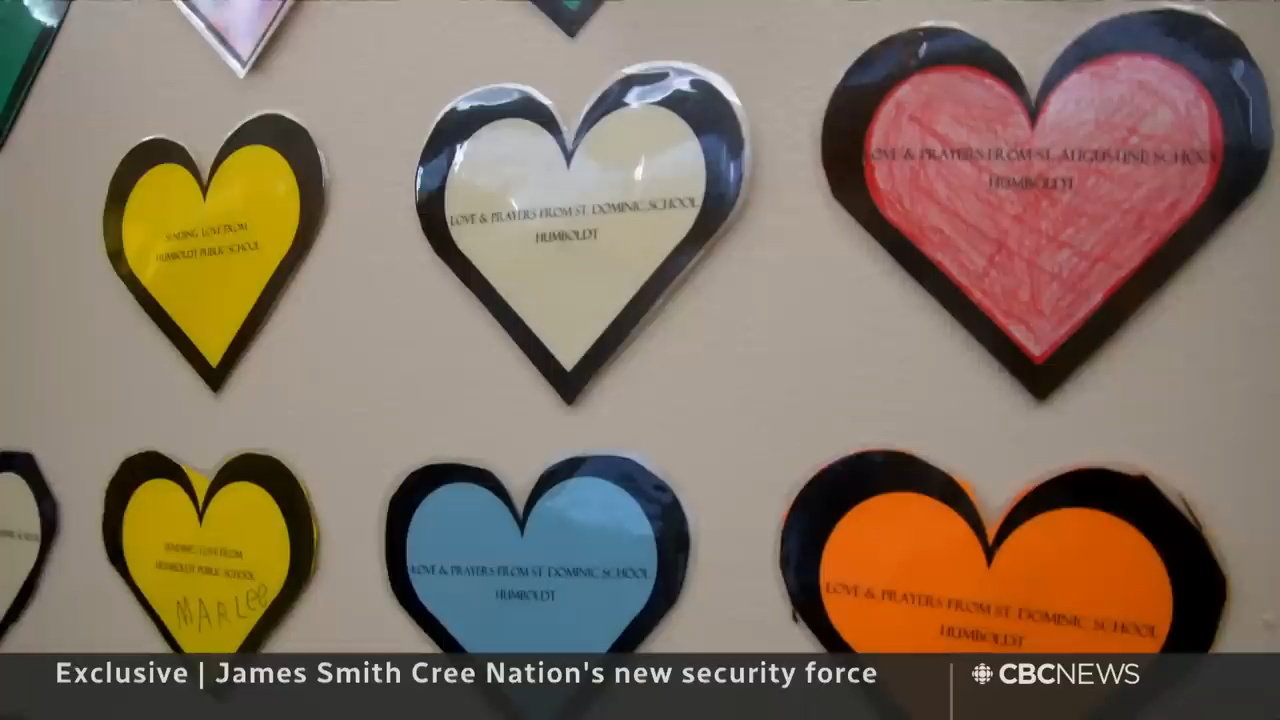 SENDING LOVE FROM
HUMBOLDT PUBLIC SCHOOL
LOVE & PRAYERS FROM ST. DOMINIC SCHOOL
HUMBOLDT
LOVE & PRAYERS FROM ST. AUGUSTINE SCHOOL
HUMBOLDT
SENDING LOVE FROM
HUMBOLDT PUBLIC SCHOOL
MARLee
LOVE & PRAYERS FROM ST. DOMINIC SCHOOL
HUMBOLDT
LOVE & PRAYERS FROM ST. DOMINIC SCHOOL
HUMBOLDT
Exclusive | James Smith Cree Nation's new security force
CBCNEWS